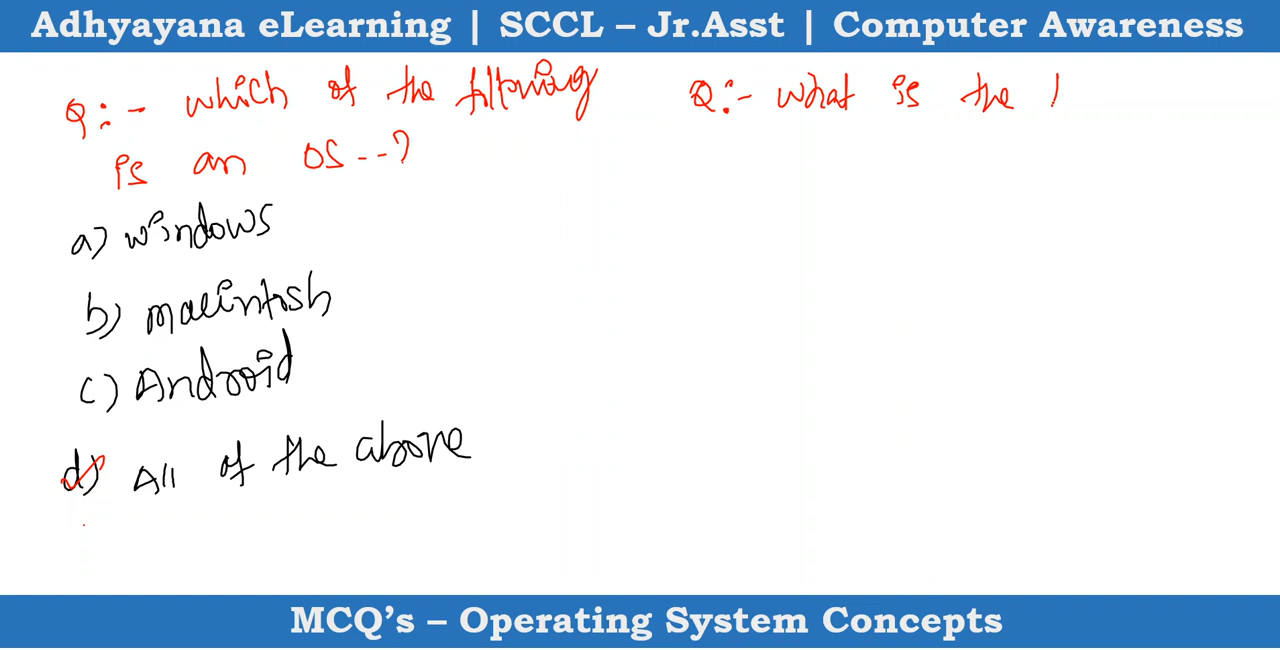 Adhyayana eLearning | SCCL – Jr.Asst | Computer Awareness
Q:- which of the following
is an OS--?
a) windows
b) macintosh
c) Android
d) All of the above
Q:- what is the
MCQ's – Operating System Concepts